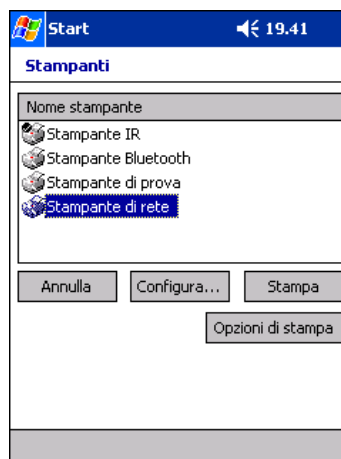 Start 19.41
Stampanti
Nome stampante
Stampante IR
Stampante Bluetooth
Stampante di prova
Stampante di rete
Annulla Configura... Stampa
Opzioni di stampa